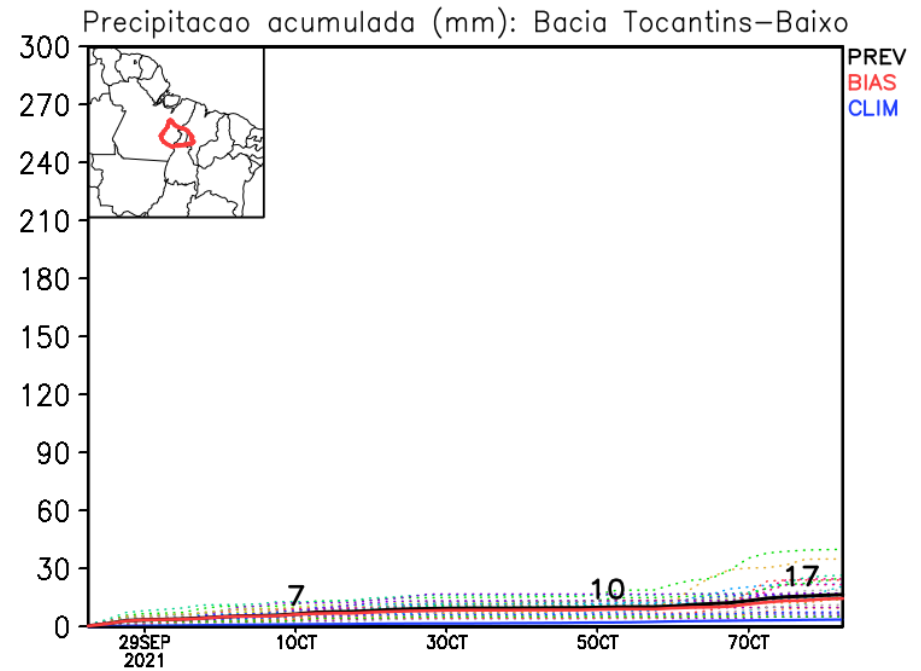 Precipitacao acumulada (mm): Bacia Tocantins-Baixo
PREV
BIAS
CLIM
300
270
240
210
180
150
120
90
60
30
0
7
10
17
29SEP
2021
1OCT
3OCT
5OCT
7OCT